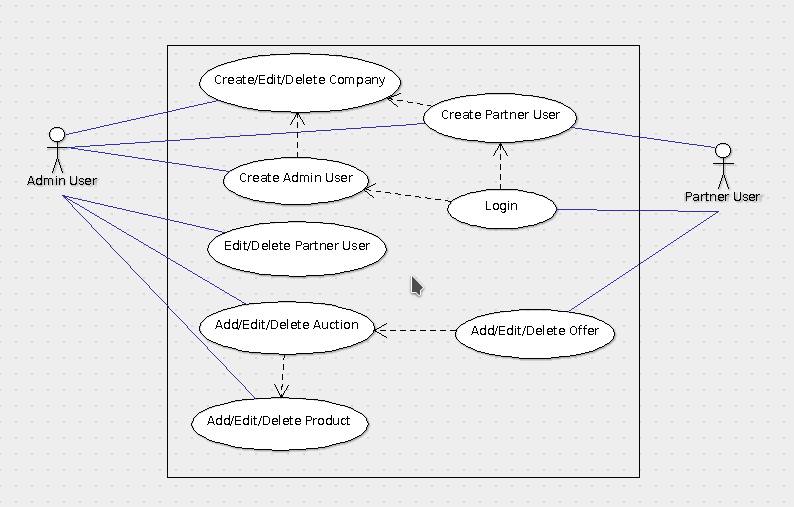 Create/Edit/Delete Company
Create Partner User
Admin User
Create Admin User
Partner User
Login
Edit/Delete Partner User
Add/Edit/Delete Auction
Add/Edit/Delete Offer
Add/Edit/Delete Product